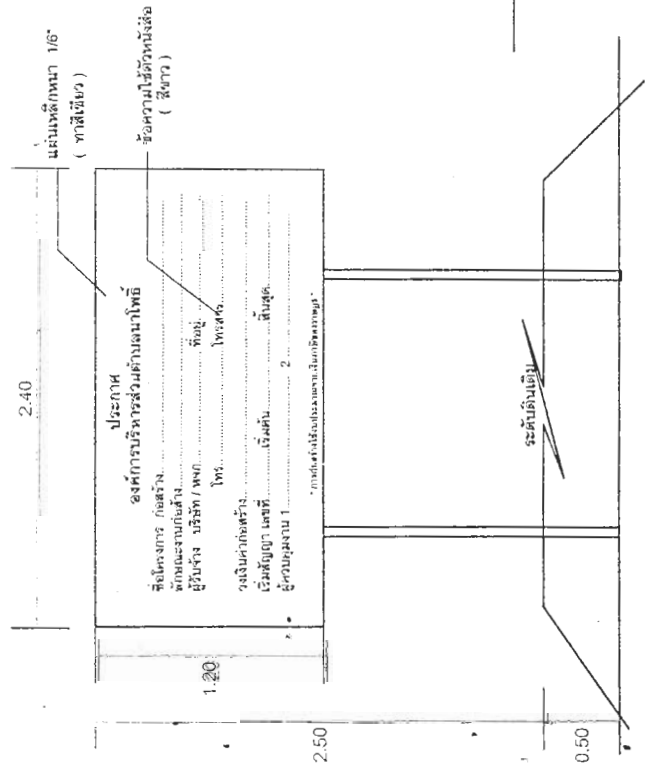 2.40
แผ่นเหล็กหนา 1/6"
( ทาสีเขียว )
ข้อความใช้ตัวหนังสือ
( สีขาว )
ประกาศ
องค์การบริหารส่วนตำบลนาโพธิ์
ชื่อโครงการ ก่อสร้าง
ลักษณะงานก่อสร้าง
ผู้รับจ้าง บริษัท / หจก. ที่อยู่
โทร. โทรสาร
วงเงินค่าก่อสร้าง
เริ่มสัญญา เลขที่ เริ่มต้น สิ้นสุด
ผู้ควบคุมงาน 1 2
1.20
2.50
0.50
ระดับดินเดิม